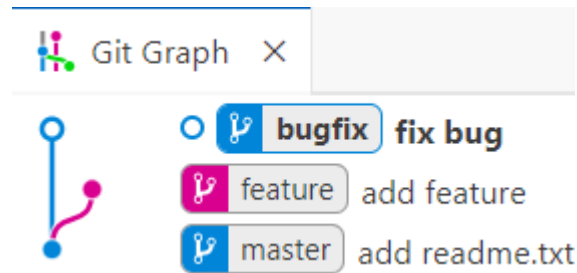 Git Graph
bugfix fix bug
feature add feature
master add readme.txt